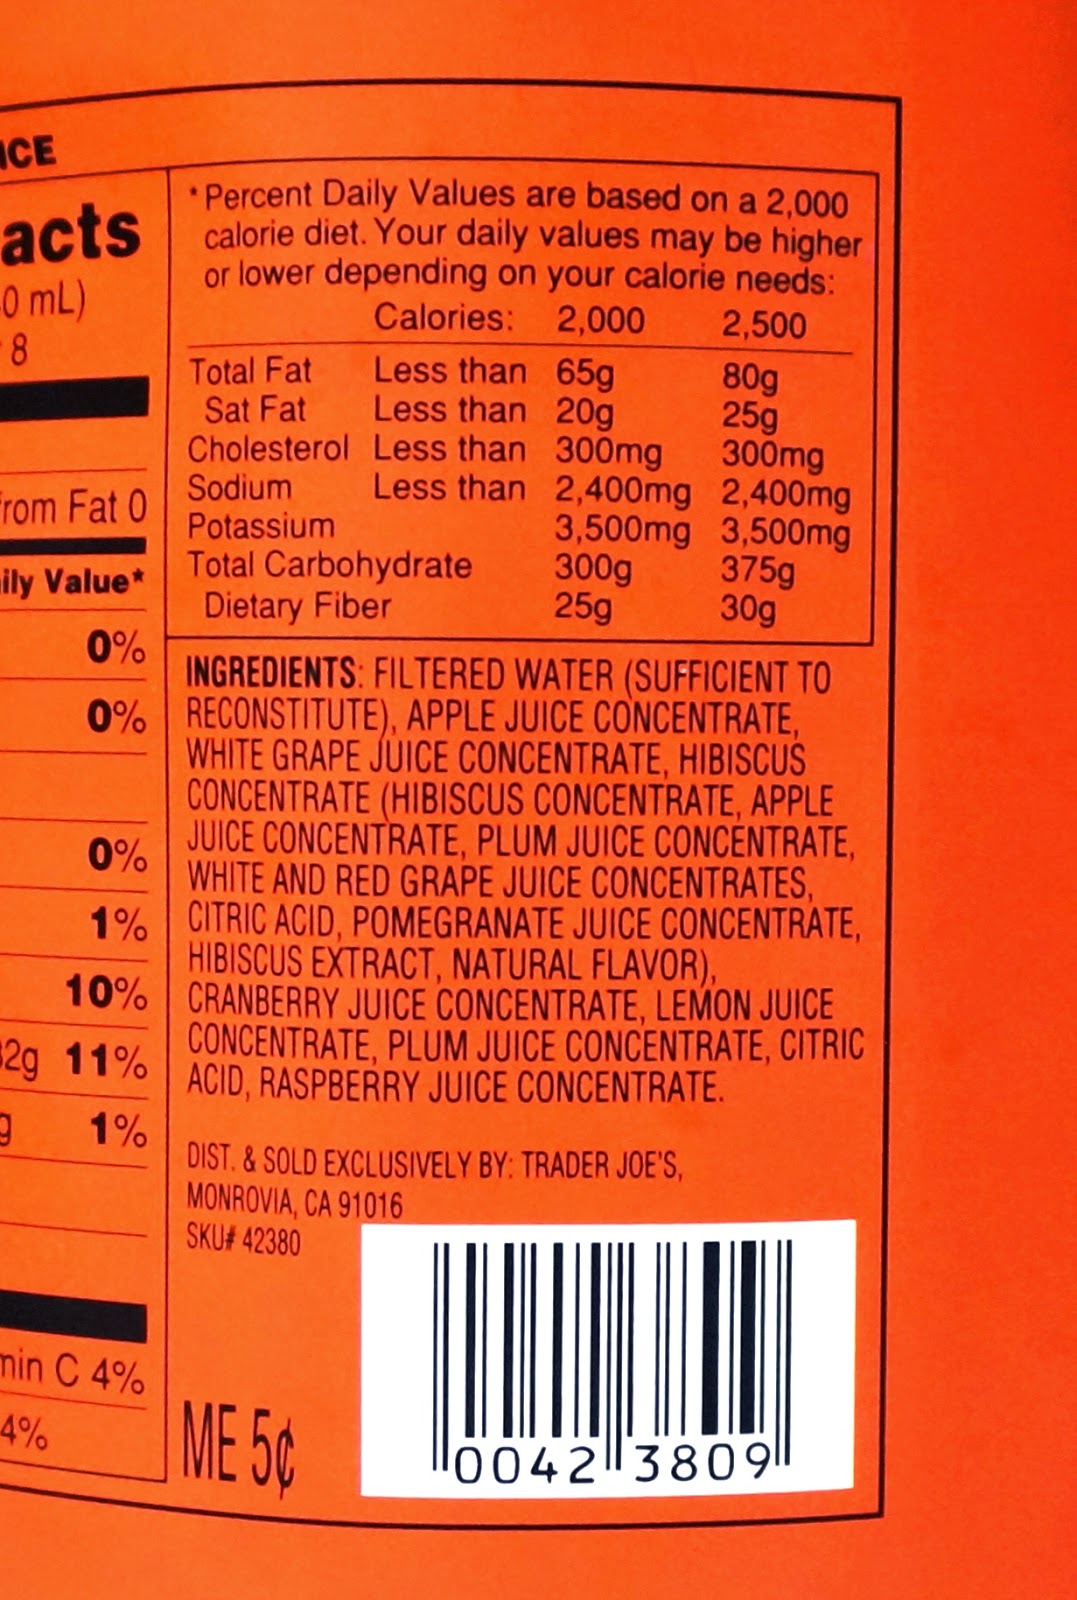 acts
mL)
8
from Fat 0
Value*
0%
0%
0%
1%
10%
11%
1%
C 4%
4%
* Percent Daily Values are based on a 2,000
calorie diet. Your daily values may be higher
or lower depending on your calorie needs:
Calories: 2,000 2,500
Total Fat Less than 65g 80g
Sat Fat Less than 20g 25g
Cholesterol Less than 300mg 300mg
Sodium Less than 2,400mg 2,400mg
Potassium 3,500mg 3,500mg
Total Carbohydrate 300g 375g
Dietary Fiber 25g 30g
INGREDIENTS: FILTERED WATER (SUFFICIENT TO
RECONSTITUTE), APPLE JUICE CONCENTRATE,
WHITE GRAPE JUICE CONCENTRATE, HIBISCUS
CONCENTRATE (HIBISCUS CONCENTRATE, APPLE
JUICE CONCENTRATE, PLUM JUICE CONCENTRATE,
WHITE AND RED GRAPE JUICE CONCENTRATES,
CITRIC ACID, POMEGRANATE JUICE CONCENTRATE,
HIBISCUS EXTRACT, NATURAL FLAVOR),
CRANBERRY JUICE CONCENTRATE, LEMON JUICE
CONCENTRATE, PLUM JUICE CONCENTRATE, CITRIC
ACID, RASPBERRY JUICE CONCENTRATE.
DIST. & SOLD EXCLUSIVELY BY: TRADER JOE'S,
MONROVIA, CA 91016
SKU# 42380
ME 5¢
0042 3809